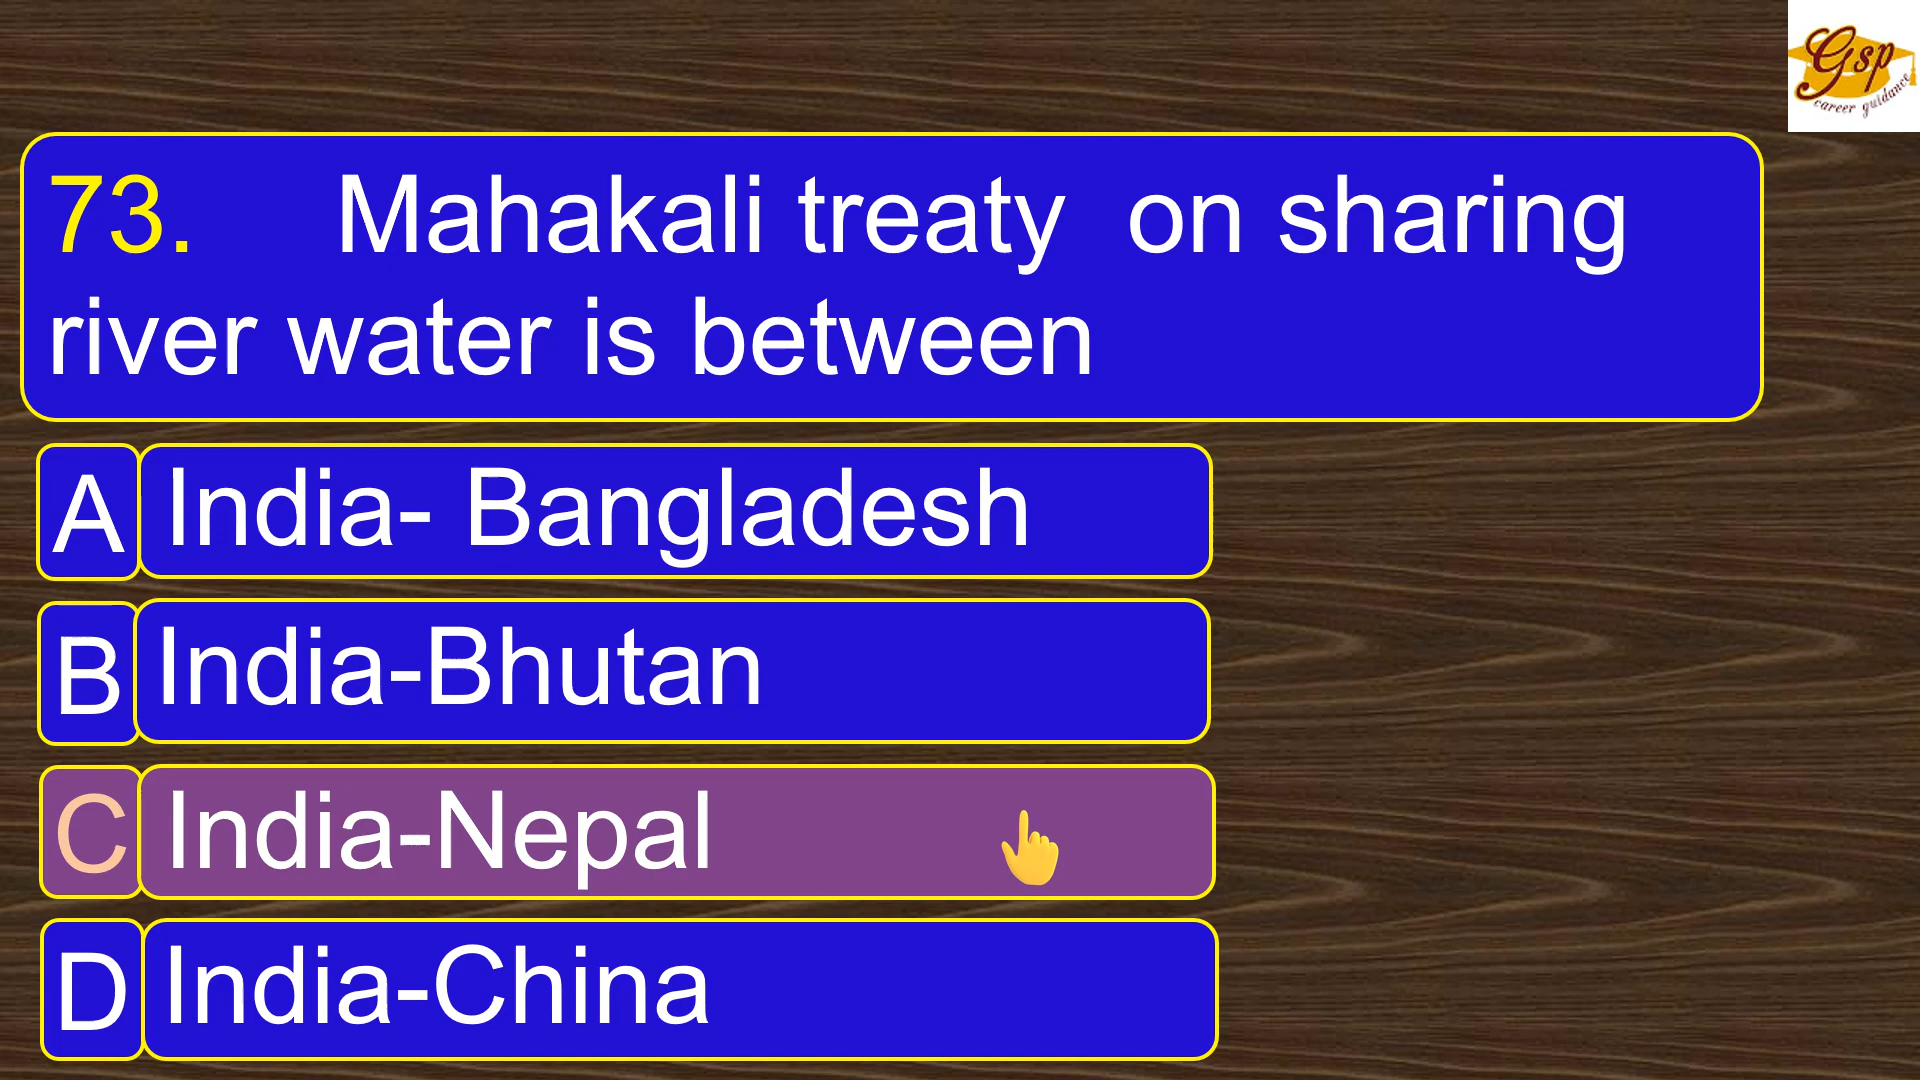 Gsp
career guidance
73. Mahakali treaty on sharing
river water is between
A India- Bangladesh
B India-Bhutan
C India-Nepal
D India-China